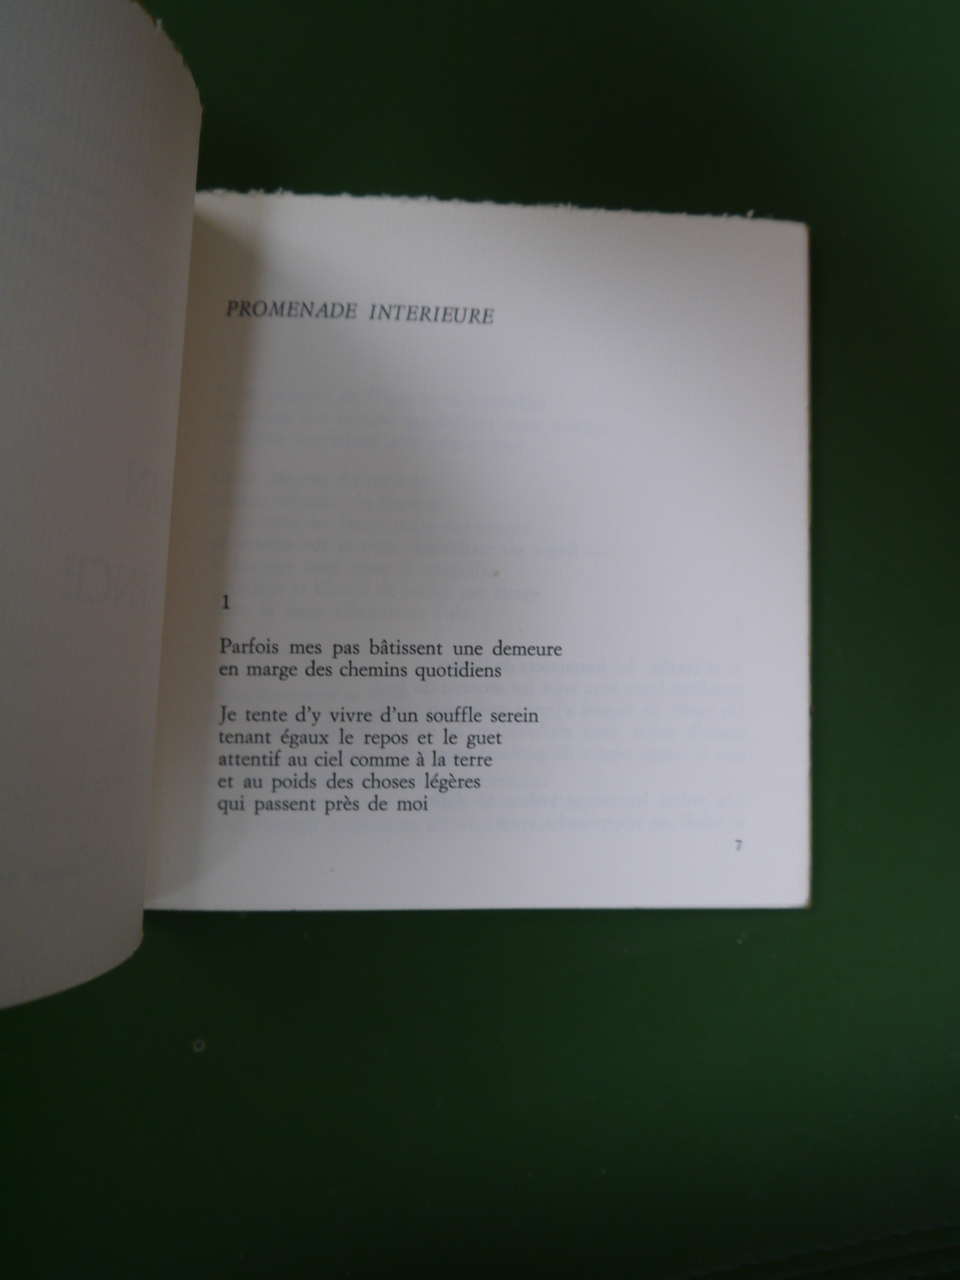 PROMENADE INTERIEURE
1
Parfois mes pas bâtissent une demeure
en marge des chemins quotidiens
Je tente d'y vivre d'un souffle serein
tenant égaux le repos et le guet
attentif au ciel comme à la terre
et au poids des choses légères
qui passent près de moi
7